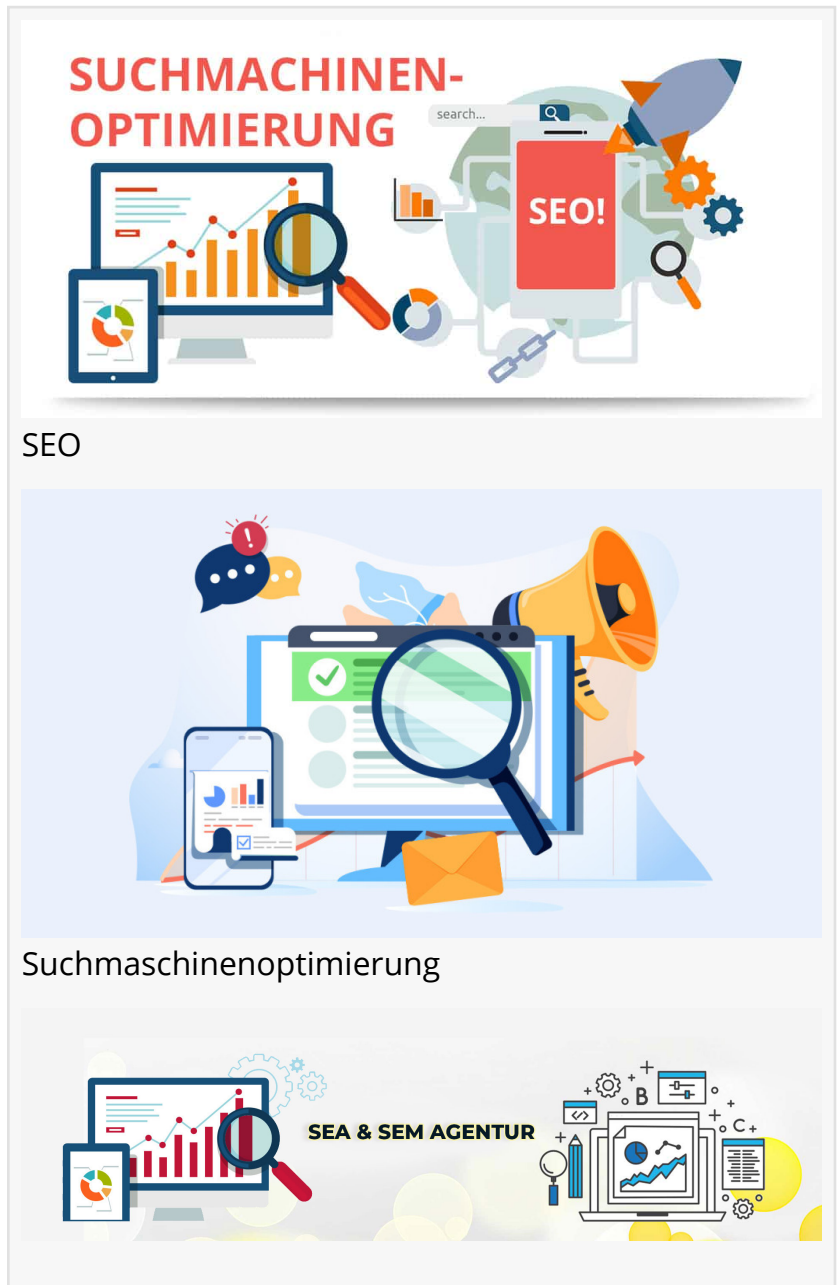 SUCHMACHINEN-
OPTIMIERUNG
search...
SEO!
SEO
Suchmaschinenoptimierung
SEA & SEM AGENTUR
B
C